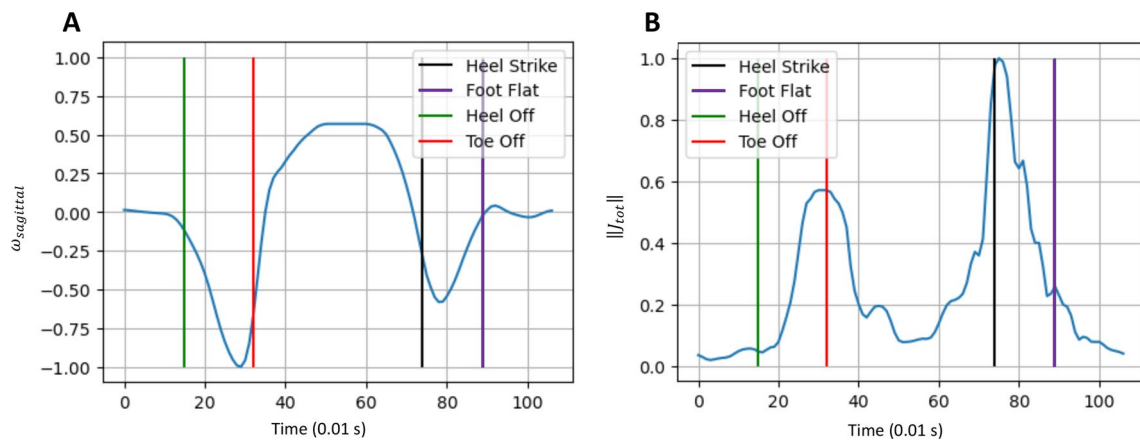 A
1.00
0.75
0.50
0.25
0.00
−0.25
−0.50
−0.75
−1.00
ω_sagittal
0 20 40 60 80 100
Time (0.01 s)
Heel Strike
Foot Flat
Heel Off
Toe Off
B
1.0
0.8
0.6
0.4
0.2
0.0
‖J_tot‖
0 20 40 60 80 100
Time (0.01 s)
Heel Strike
Foot Flat
Heel Off
Toe Off